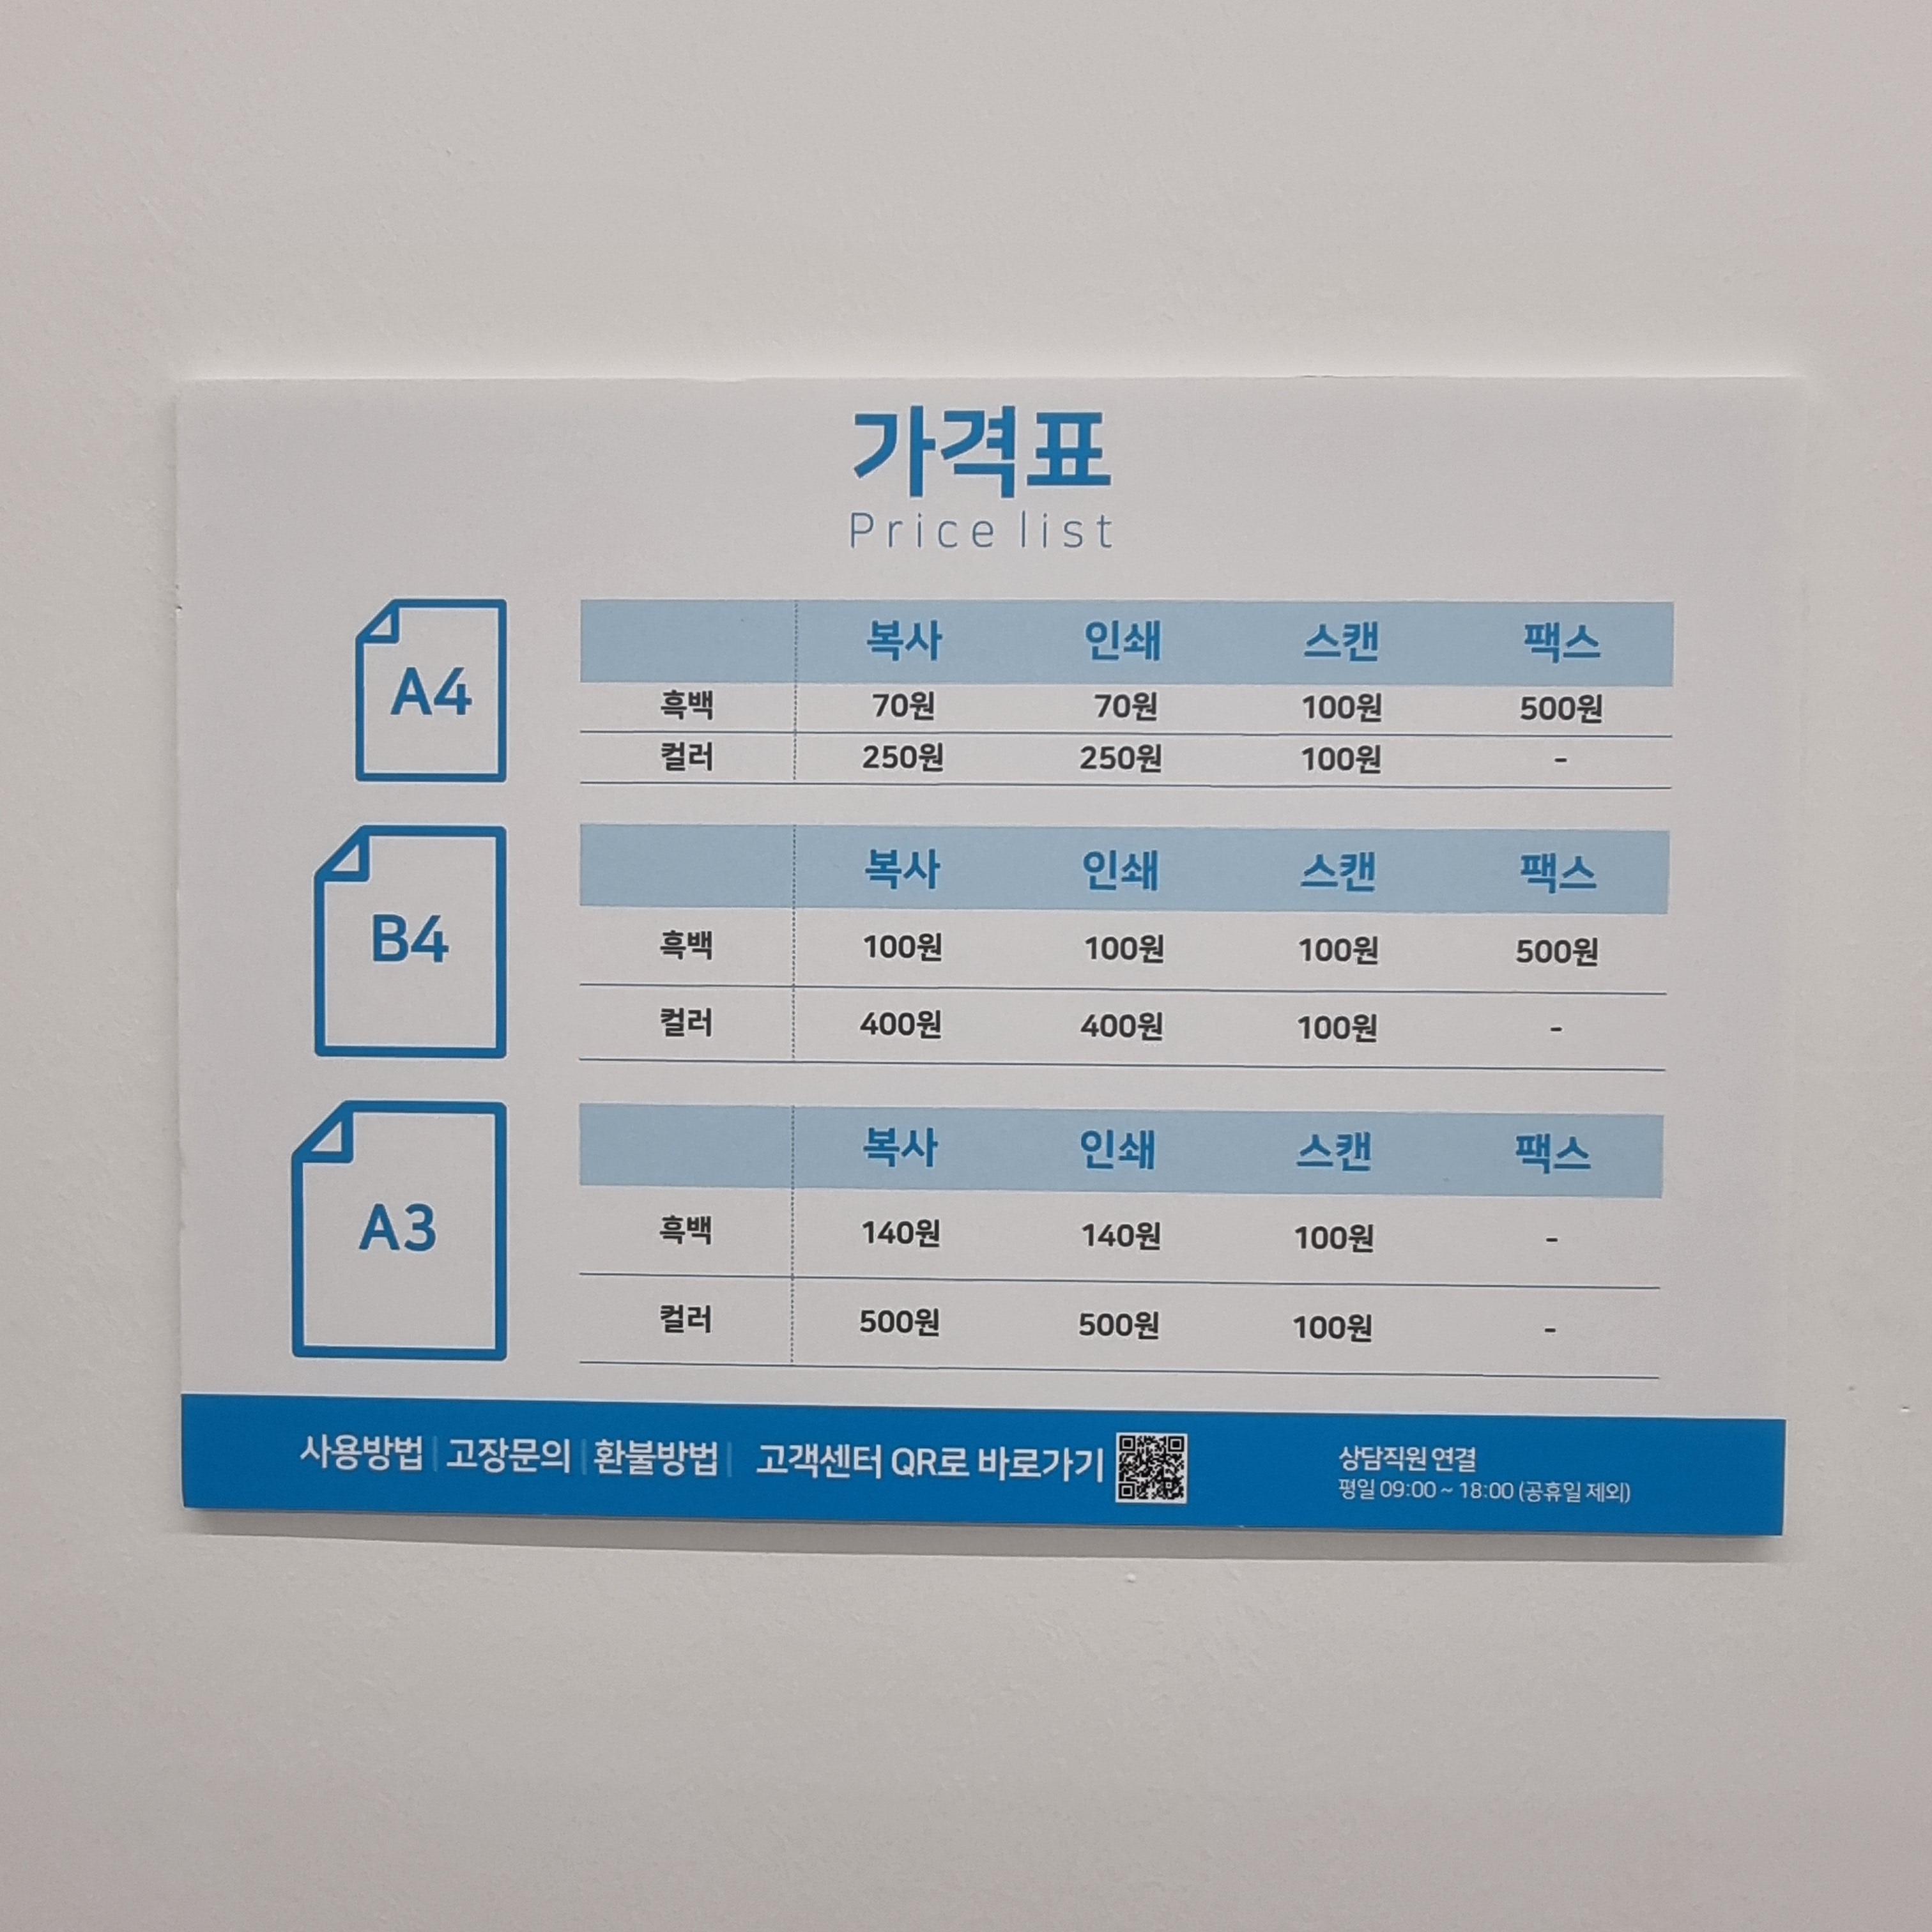 가격표
Price list
A4
복사 인쇄 스캔 팩스
흑백 70원 70원 100원 500원
컬러 250원 250원 100원 -
B4
복사 인쇄 스캔 팩스
흑백 100원 100원 100원 500원
컬러 400원 400원 100원 -
A3
복사 인쇄 스캔 팩스
흑백 140원 140원 100원 -
컬러 500원 500원 100원 -
사용방법 | 고장문의 | 환불방법 | 고객센터 QR로 바로가기
상담직원 연결
평일 09:00 ~ 18:00 (공휴일 제외)